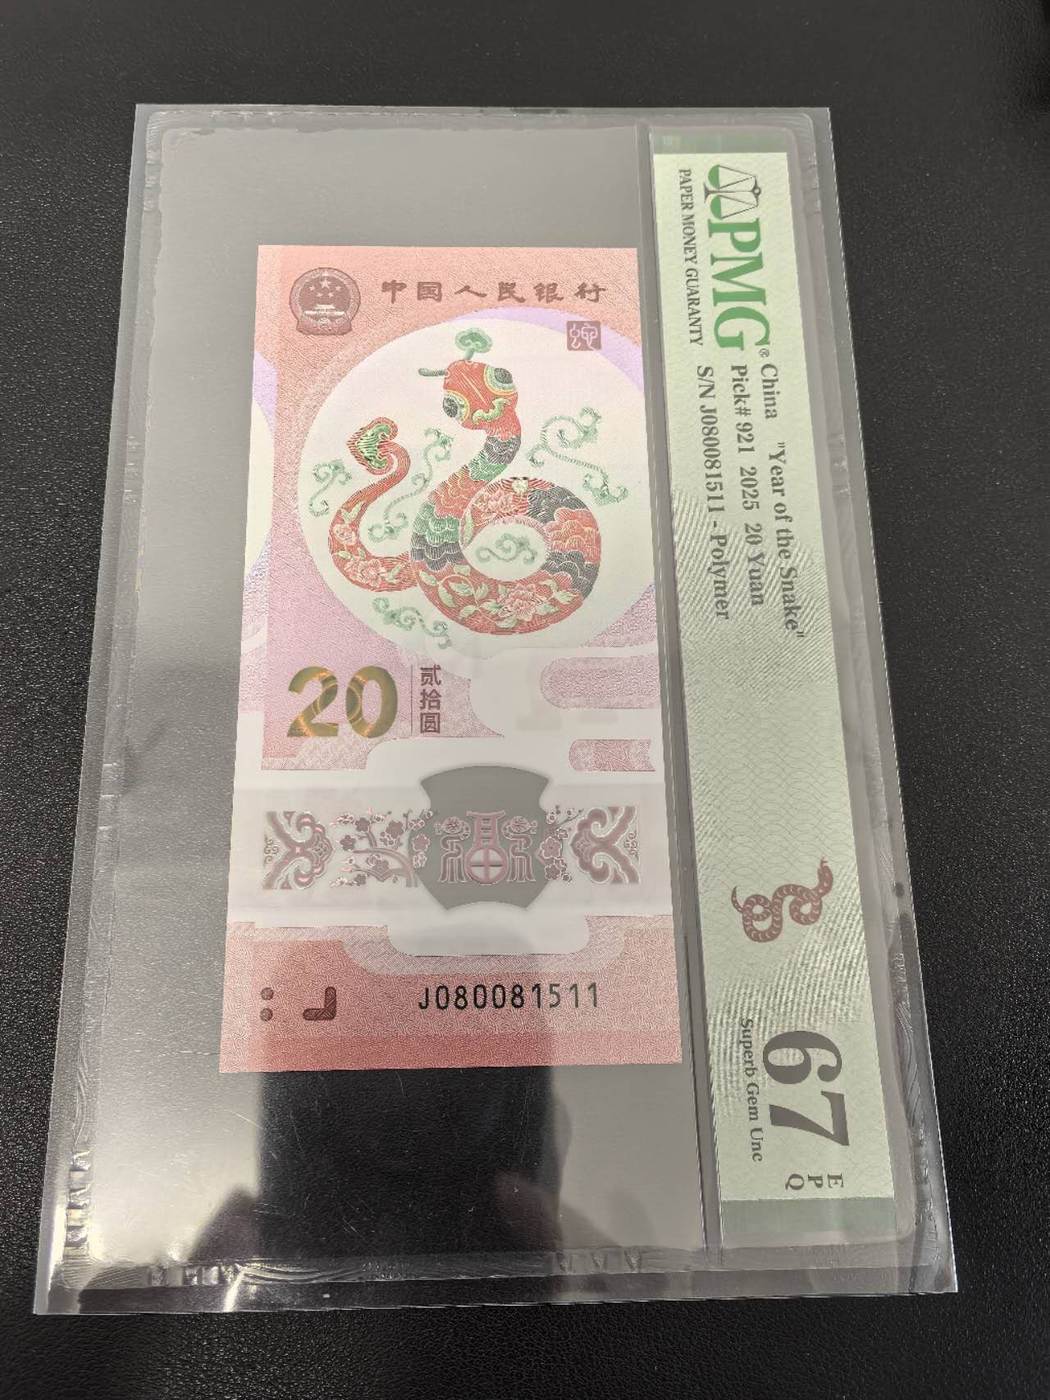 中国人民银行
20
贰拾圆
福
J080081511
PMG®
PAPER MONEY GUARANTY
China "Year of the Snake"
Pick# 921 2025 20 Yuan
S/N J080081511 - Polymer
67
Superb Gem Unc
E
P
Q